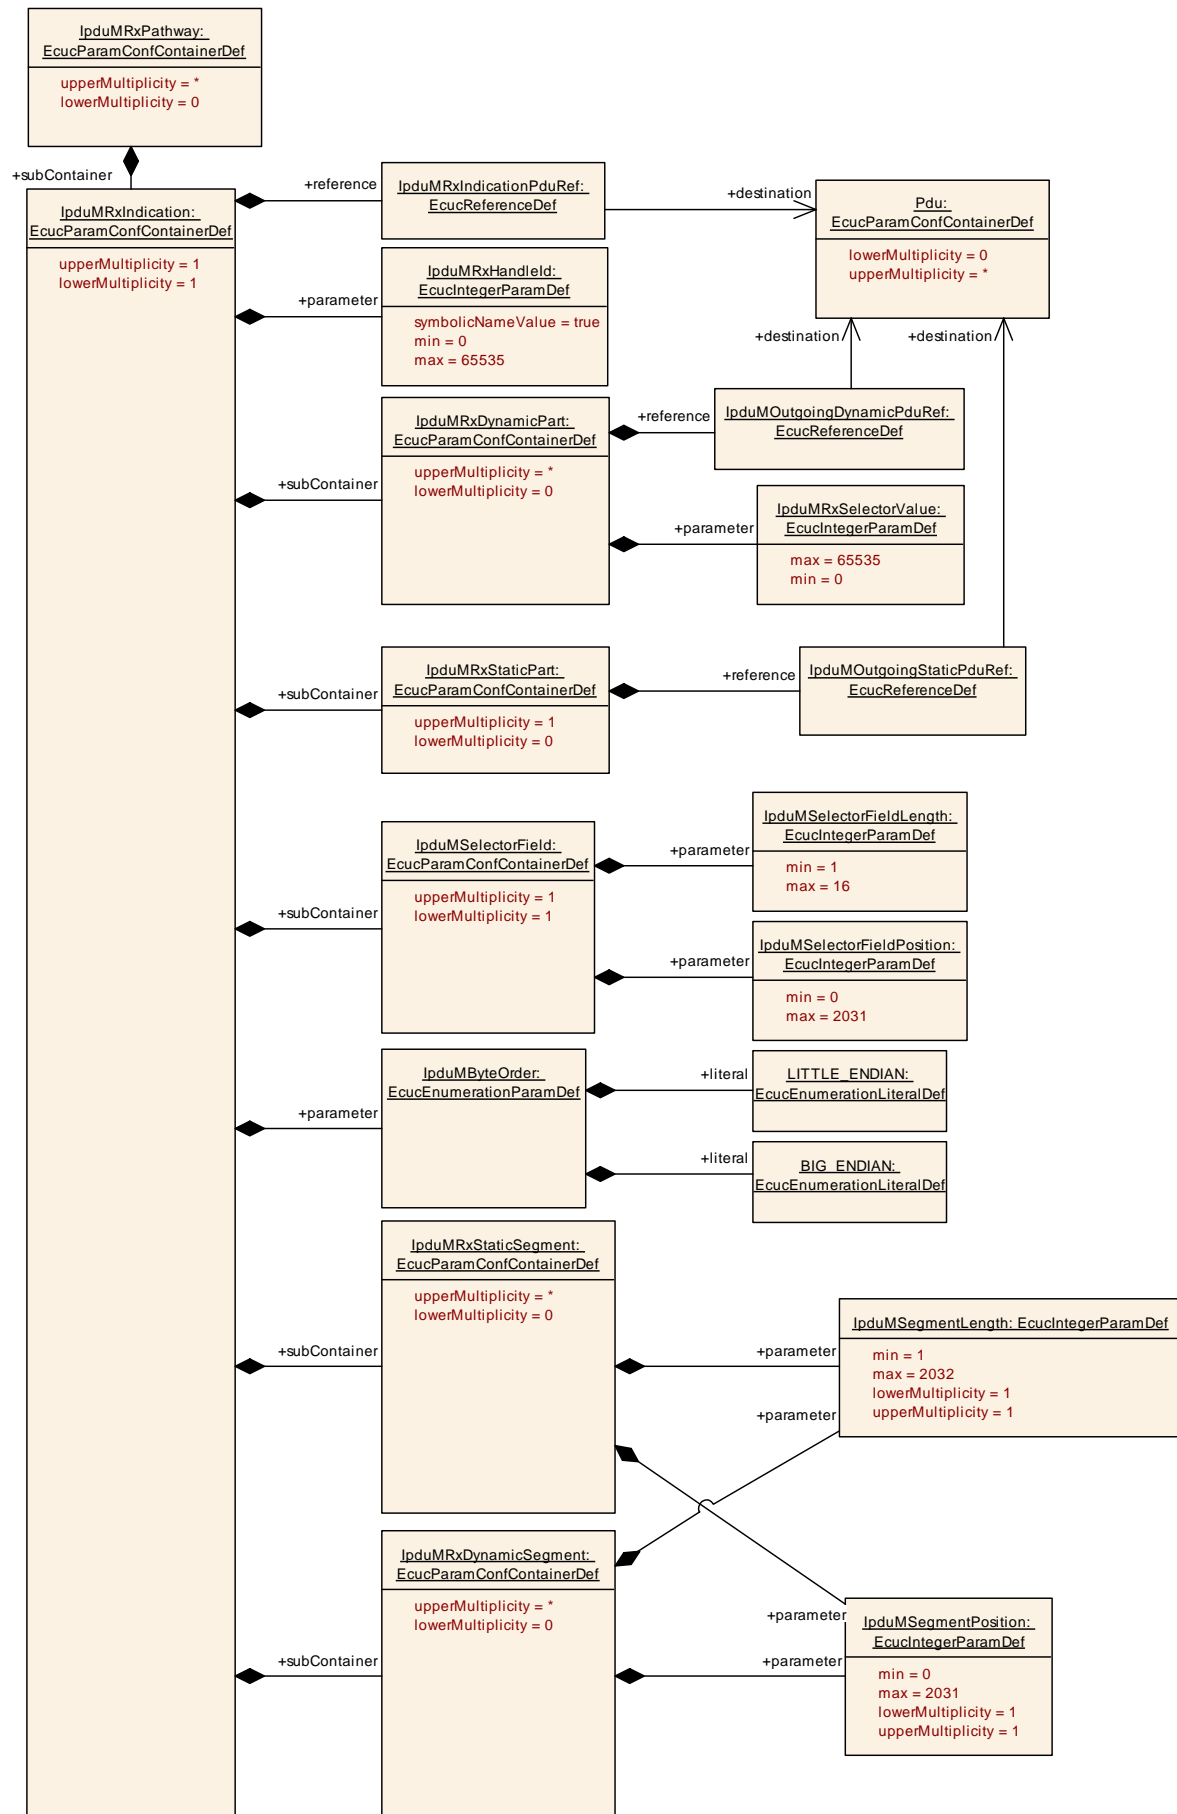 IpduMRxPathway:
EcucParamConfContainerDef
upperMultiplicity = *
lowerMultiplicity = 0
+subContainer
IpduMRxIndication:
EcucParamConfContainerDef
upperMultiplicity = 1
lowerMultiplicity = 1
+reference
IpduMRxIndicationPduRef:
EcucReferenceDef
+destination
Pdu:
EcucParamConfContainerDef
lowerMultiplicity = 0
upperMultiplicity = *
+parameter
IpduMRxHandleId:
EcucIntegerParamDef
symbolicNameValue = true
min = 0
max = 65535
+destination
+destination
+subContainer
IpduMRxDynamicPart:
EcucParamConfContainerDef
upperMultiplicity = *
lowerMultiplicity = 0
+reference
IpduMOutgoingDynamicPduRef:
EcucReferenceDef
+parameter
IpduMRxSelectorValue:
EcucIntegerParamDef
max = 65535
min = 0
+subContainer
IpduMRxStaticPart:
EcucParamConfContainerDef
upperMultiplicity = 1
lowerMultiplicity = 0
+reference
IpduMOutgoingStaticPduRef:
EcucReferenceDef
+subContainer
IpduMSelectorField:
EcucParamConfContainerDef
upperMultiplicity = 1
lowerMultiplicity = 1
+parameter
IpduMSelectorFieldLength:
EcucIntegerParamDef
min = 1
max = 16
+parameter
IpduMSelectorFieldPosition:
EcucIntegerParamDef
min = 0
max = 2031
+parameter
IpduMByteOrder:
EcucEnumerationParamDef
+literal
LITTLE_ENDIAN:
EcucEnumerationLiteralDef
+literal
BIG_ENDIAN:
EcucEnumerationLiteralDef
+subContainer
IpduMRxStaticSegment:
EcucParamConfContainerDef
upperMultiplicity = *
lowerMultiplicity = 0
+parameter
IpduMSegmentLength: EcucIntegerParamDef
min = 1
max = 2032
lowerMultiplicity = 1
upperMultiplicity = 1
+parameter
+subContainer
IpduMRxDynamicSegment:
EcucParamConfContainerDef
upperMultiplicity = *
lowerMultiplicity = 0
+parameter
+parameter
IpduMSegmentPosition:
EcucIntegerParamDef
min = 0
max = 2031
lowerMultiplicity = 1
upperMultiplicity = 1